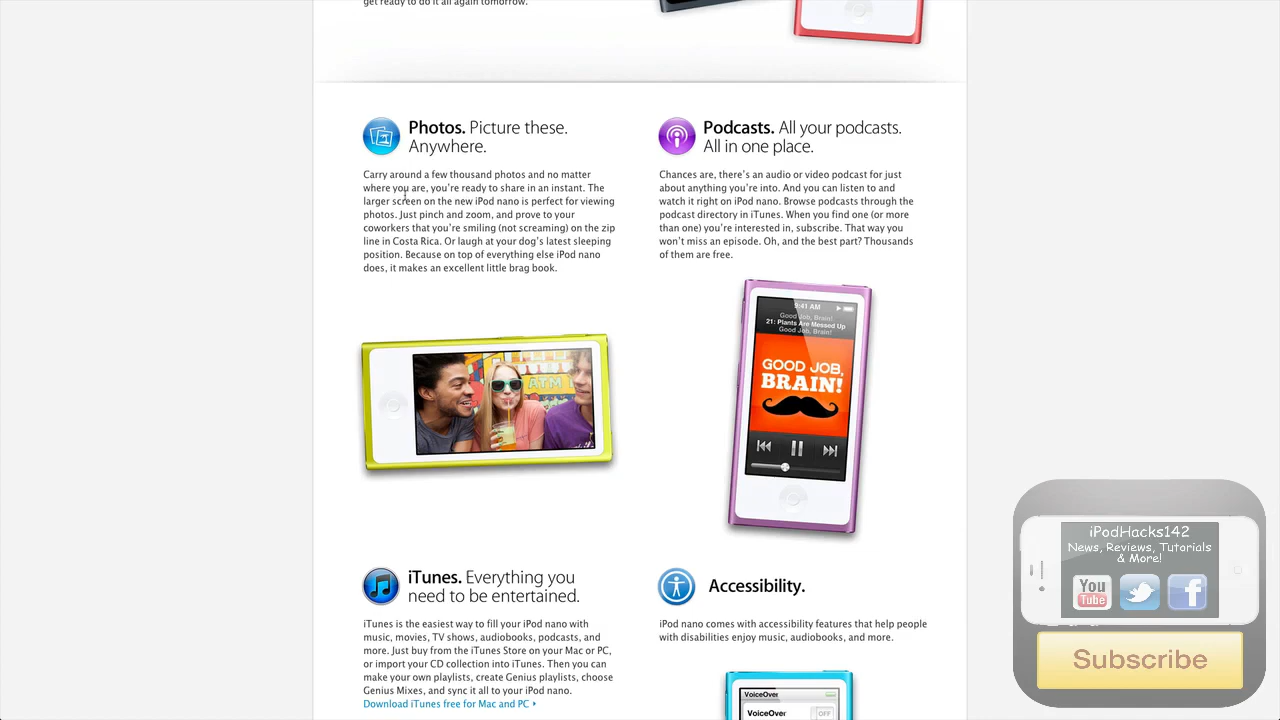 get ready to do it all again tomorrow.
Photos. Picture these.
Anywhere.
Carry around a few thousand photos and no matter
where you are, you're ready to share in an instant. The
larger screen on the new iPod nano is perfect for viewing
photos. Just pinch and zoom, and prove to your
coworkers that you're smiling (not screaming) on the zip
line in Costa Rica. Or laugh at your dog's latest sleeping
position. Because on top of everything else iPod nano
does, it makes an excellent little brag book.
Podcasts. All your podcasts.
All in one place.
Chances are, there's an audio or video podcast for just
about anything you're into. And you can listen to and
watch it right on iPod nano. Browse podcasts through the
podcast directory in iTunes. When you find one (or more
than one) you're interested in, subscribe. That way you
won't miss an episode. Oh, and the best part? Thousands
of them are free.
ATM
9:41 AM
Good Job, Brain!
21: Plants Are Messed Up
Good Job, Brain!
GOOD JOB,
BRAIN!
iTunes. Everything you
need to be entertained.
iTunes is the easiest way to fill your iPod nano with
music, movies, TV shows, audiobooks, podcasts, and
more. Just buy from the iTunes Store on your Mac or PC,
or import your CD collection into iTunes. Then you can
make your own playlists, create Genius playlists, choose
Genius Mixes, and sync it all to your iPod nano.
Download iTunes free for Mac and PC
Accessibility.
iPod nano comes with accessibility features that help people
with disabilities enjoy music, audiobooks, and more.
VoiceOver
VoiceOver OFF
iPodHacks142
News, Reviews, Tutorials
& More!
You
Tube
f
Subscribe